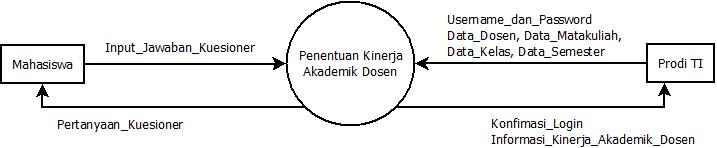 Username_dan_Password
Data_Dosen, Data_Matakuliah,
Data_Kelas, Data_Semester
Input_Jawaban_Kuesioner
Penentuan Kinerja
Akademik Dosen
Mahasiswa
Prodi TI
Pertanyaan_Kuesioner
Konfimasi_Login
Informasi_Kinerja_Akademik_Dosen